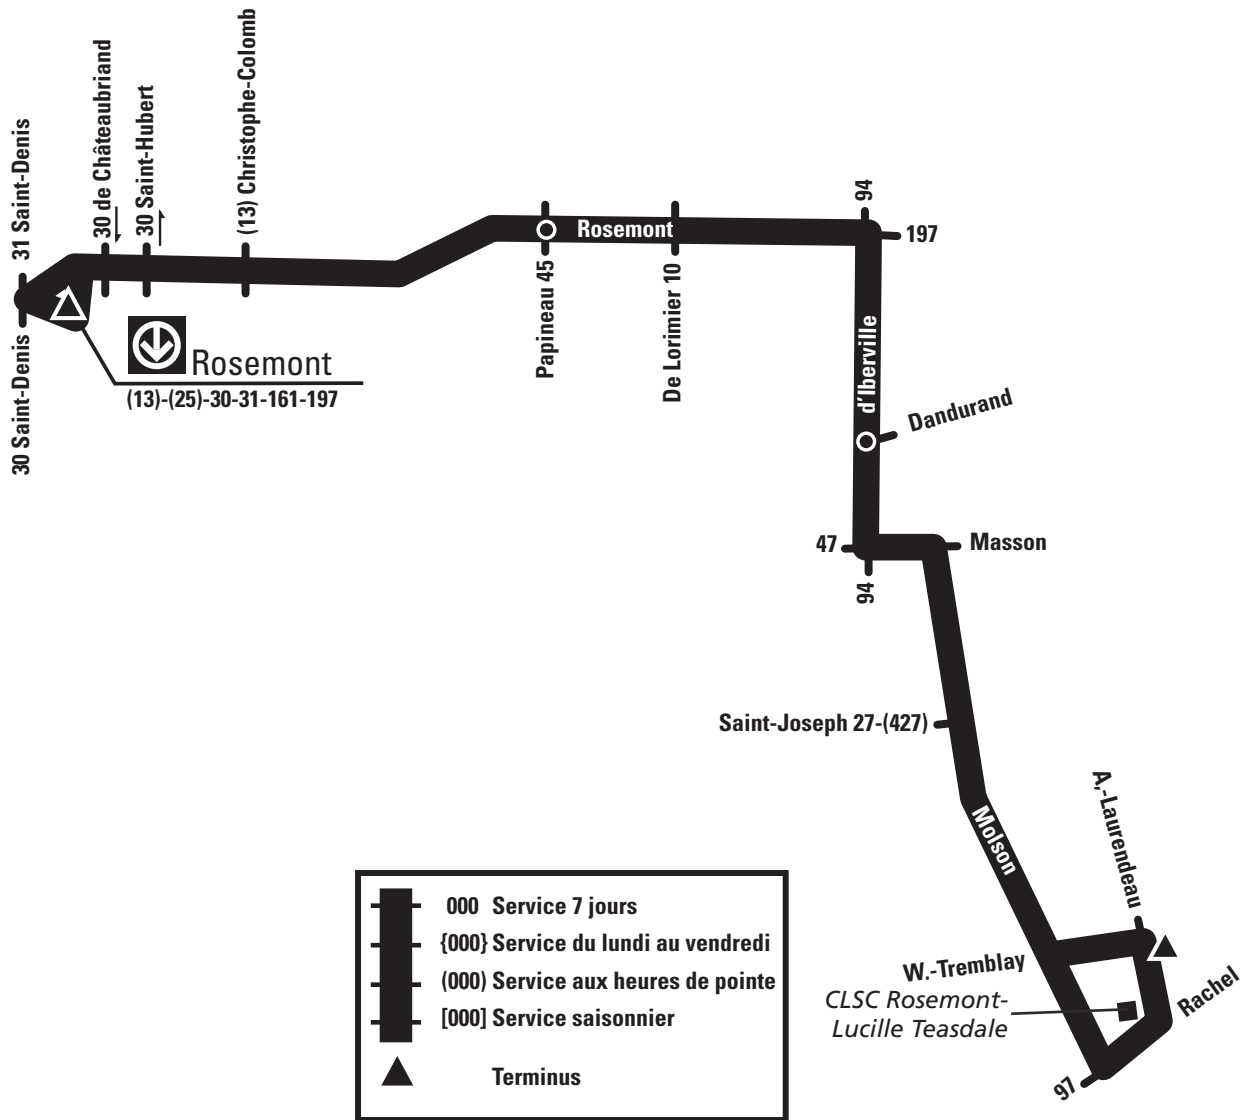 31 Saint-Denis
30 de Châteaubriand
30 Saint-Hubert
(13) Christophe-Colomb
30 Saint-Denis
Rosemont
(13)-(25)-30-31-161-197
Papineau 45
Rosemont
De Lorimier 10
94
197
d'Iberville
Dandurand
47
94
Masson
Saint-Joseph 27-(427)
Molson
A,-Laurendeau
W.-Tremblay
CLSC Rosemont-
Lucille Teasdale
Rachel
97
000 Service 7 jours
{000} Service du lundi au vendredi
(000) Service aux heures de pointe
[000] Service saisonnier
Terminus